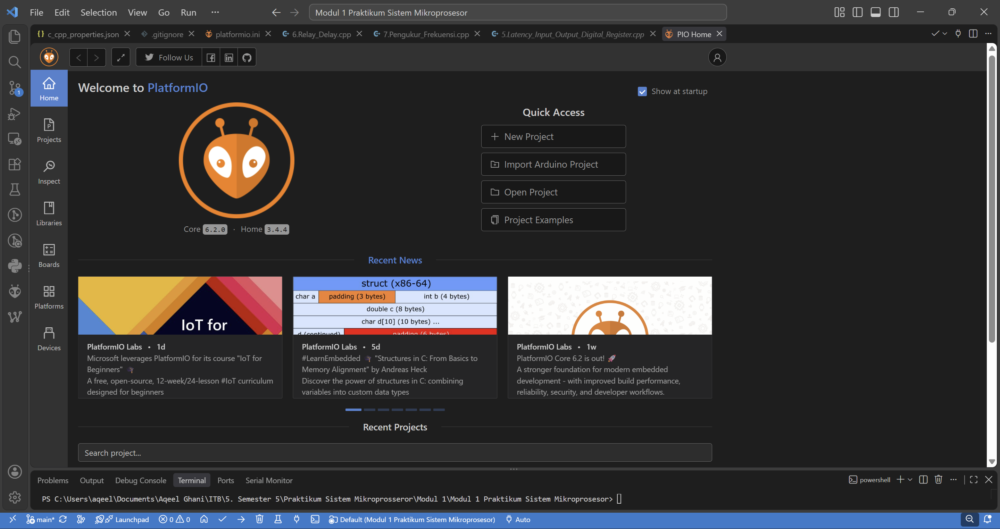 File Edit Selection View Go Run ···
Modul 1 Praktikum Sistem Mikroprosesor
{} c_cpp_properties.json
.gitignore
platformio.ini
6.Relay_Delay.cpp
7.Pengukur_Frekuensi.cpp
5.Latency_Input_Output_Digital_Register.cpp
PIO Home
Follow Us
Home
Projects
Inspect
Libraries
Boards
Platforms
Devices
1
Welcome to PlatformIO
Show at startup
Core 6.2.0 · Home 3.4.4
Quick Access
New Project
Import Arduino Project
Open Project
Project Examples
Recent News
IoT for
PlatformIO Labs • 1d
Microsoft leverages PlatformIO for its course "IoT for
Beginners" 🎓
A free, open-source, 12-week/24-lesson #IoT curriculum
designed for beginners
struct (x86-64)
char a padding (3 bytes) int b (4 bytes)
double c (8 bytes)
char d[10] (10 bytes) ...
d (continued) padding (6 bytes)
PlatformIO Labs • 5d
#LearnEmbedded 🎓 "Structures in C: From Basics to
Memory Alignment" by Andreas Heck
Discover the power of structures in C: combining
variables into custom data types
PlatformIO Labs • 1w
PlatformIO Core 6.2 is out! 🚀
A stronger foundation for modern embedded
development - with improved build performance,
reliability, security, and developer workflows.
Recent Projects
Search project...
Problems Output Debug Console Terminal Ports Serial Monitor
powershell
PS C:\Users\aqeel\Documents\Aqeel Ghani\ITB\5. Semester 5\Praktikum Sistem Mikroprosseror\Modul 1\Modul 1 Praktikum Sistem Mikroprosesor>
main* Launchpad 0 0 Default (Modul 1 Praktikum Sistem Mikroprosesor) Auto